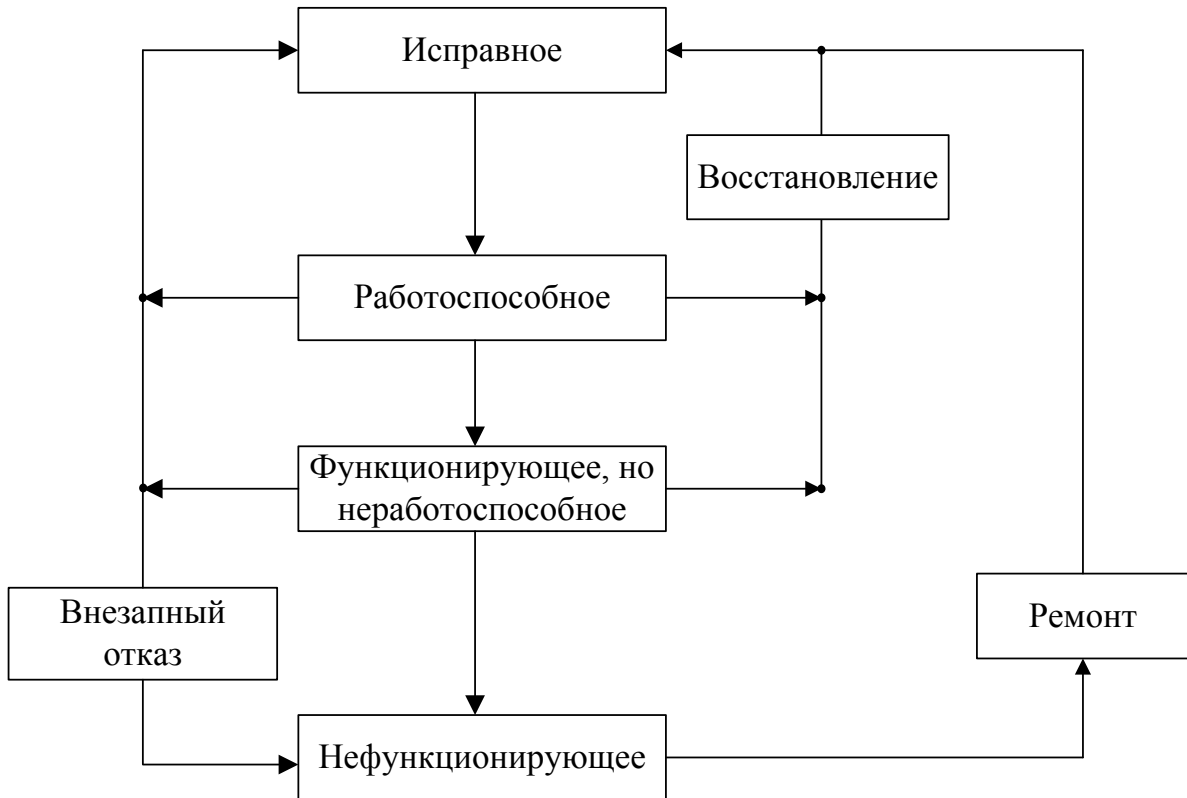 Исправное
Восстановление
Работоспособное
Функционирующее, но
неработоспособное
Внезапный
отказ
Ремонт
Нефункционирующее